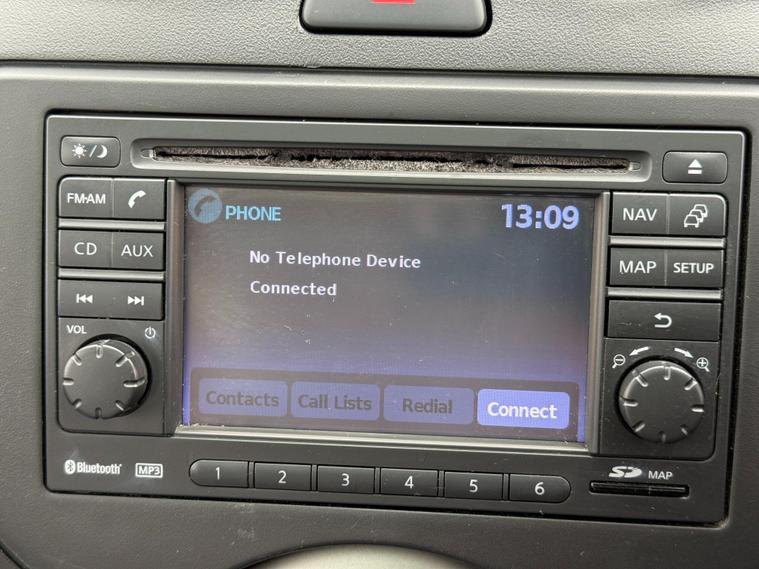 PHONE 13:09
No Telephone Device
Connected
Contacts Call Lists Redial Connect
FM·AM
CD AUX
VOL
NAV
MAP SETUP
Bluetooth MP3
1 2 3 4 5 6
SD MAP